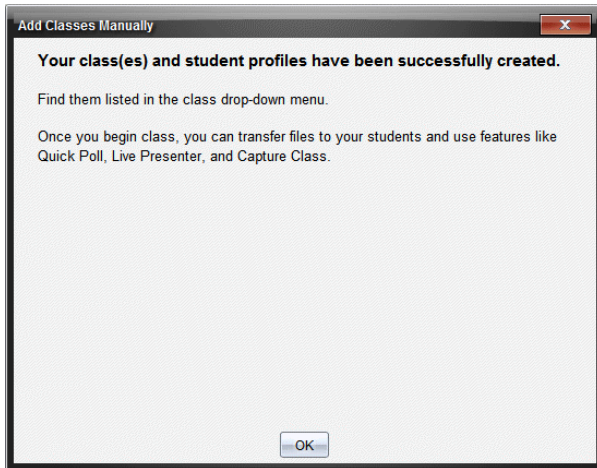 Add Classes Manually
X
Your class(es) and student profiles have been successfully created.
Find them listed in the class drop-down menu.
Once you begin class, you can transfer files to your students and use features like
Quick Poll, Live Presenter, and Capture Class.
OK